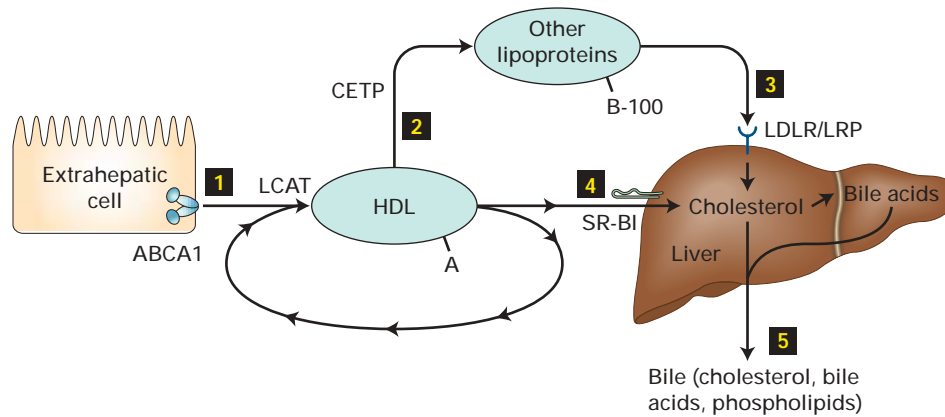 Other
lipoproteins
CETP
B-100
3
2
LDLR/LRP
Extrahepatic
cell
1
LCAT
HDL
4
Cholesterol
Bile acids
SR-BI
ABCA1
A
Liver
5
Bile (cholesterol, bile
acids, phospholipids)